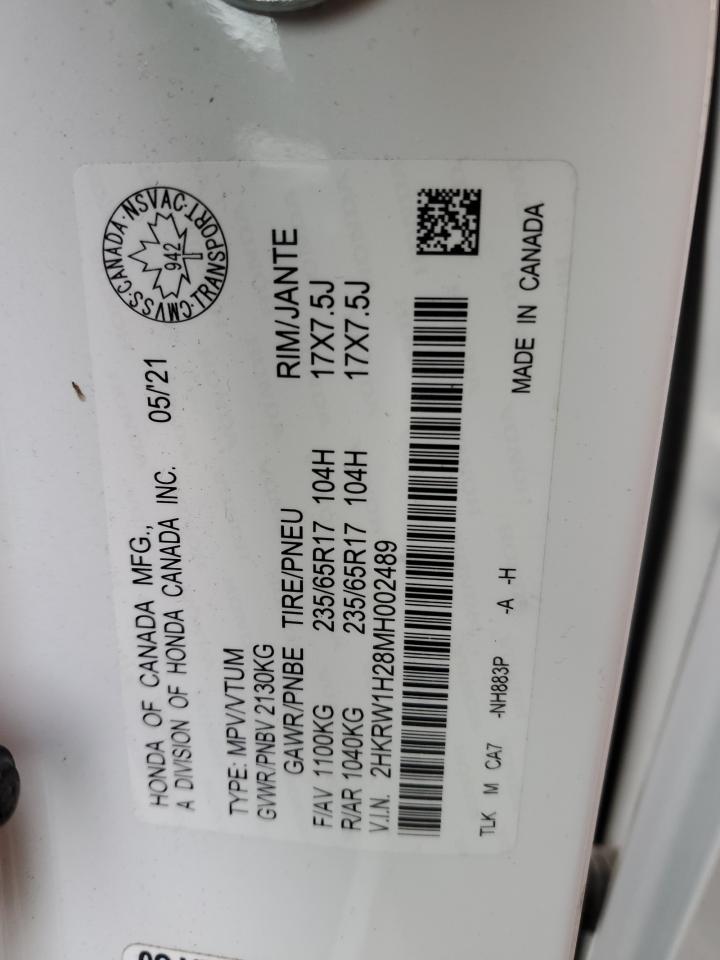 HONDA OF CANADA MFG., 05/'21
A DIVISION OF HONDA CANADA INC.
CMVSS·CANADA·NSVAC·TRANSPORT
942
TYPE: MPV/VTUM
GVWR/PNBV 2130KG
GAWR/PNBE TIRE/PNEU RIM/JANTE
F/AV 1100KG 235/65R17 104H 17X7.5J
R/AR 1040KG 235/65R17 104H 17X7.5J
V.I.N. 2HKRW1H28MH002489
TLK M CA7 -NH883P -A -H MADE IN CANADA